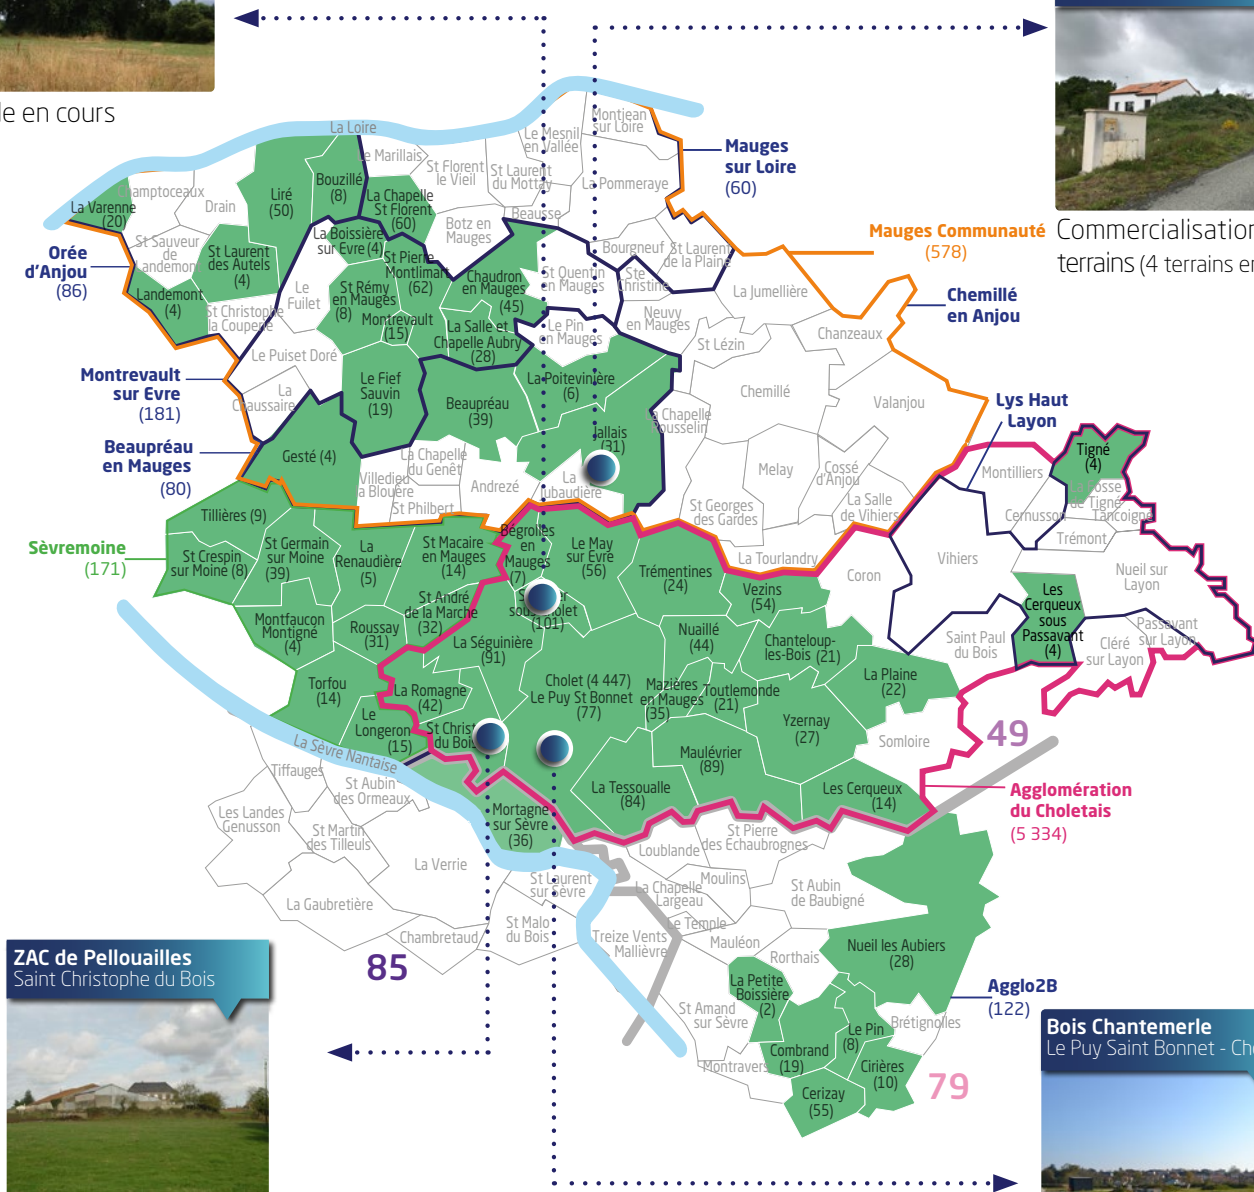 le en cours
Commercialisation
terrains (4 terrains en
La Loire
Le Marillais
St Florent
le Vieil
Le Mesnil
en Vallée
St Laurent
du Mottay
Montjean
sur Loire
La Pommeraye
Beausse
Botz en
Mauges
Bourgneuf
St Laurent
de la Plaine
Ste
Christine
St Quentin
en Mauges
Mauges
sur Loire
(60)
Mauges Communauté
(578)
Chemillé
en Anjou
Champtoceaux
Drain
La Varenne
(20)
Liré
(50)
Bouzillé
(8)
La Chapelle
St Florent
(60)
La Boissière
sur Evre (4)
St Sauveur
de
Landemont
St Laurent
des Autels
(4)
Landemont
(4)
St Christophe
la Couperie
Orée
d'Anjou
(86)
Le
Fuilet
St Rémy
en Mauges
(8)
St Pierre
Montlimart
(62)
Montrevault
(15)
Chaudron
en Mauges
(45)
La Salle et
Chapelle Aubry
(28)
Le Pin
en Mauges
Neuvy
en Mauges
La Jumellière
Chanzeaux
St Lézin
Chemillé
Valanjou
Le Puiset Doré
La
Chaussaire
Le Fief
Sauvin
(19)
Beaupréau
(39)
La Poitevinière
(6)
Jallais
(31)
La Chapelle
Rousselin
Melay
Cossé
d'Anjou
La Salle
de Vihiers
St Georges
des Gardes
La Tourlandry
Montrevault
sur Evre
(181)
Beaupréau
en Mauges
(80)
Gesté (4)
Villedieu
la Blouère
La Chapelle
du Genêt
Andrezé
St Philbert
La
Jubaudière
Lys Haut
Layon
Tigné
(4)
La Fosse
de Tigné
Tancoigné
Montilliers
Cernusson
Trémont
Vihiers
Nueil sur
Layon
Coron
Les
Cerqueux
sous
Passavant
(4)
Saint Paul
du Bois
Cléré
sur Layon
Passavant
sur Layon
Somloire
Sèvremoine
(171)
Tillières (9)
St Crespin
sur Moine (8)
St Germain
sur Moine
(39)
La
Renaudière
(5)
St Macaire
en Mauges
(14)
St André
de la Marche
(32)
Montfaucon
Montigné
(4)
Roussay
(31)
Torfou
(14)
Le
Longeron
(15)
Bégrolles
en
Mauges
(7)
Le May
sur Evre
(56)
(101)
Trémentines
(24)
Vezins
(54)
La Séguinière
(91)
Nuaillé
(44)
Chanteloup-
les-Bois (21)
La Plaine
(22)
La Romagne
(42)
St Christ
du Bois
Cholet (4 447)
Le Puy St Bonnet
(77)
Mazières
en Mauges
(35)
Toutlemonde
(21)
Yzernay
(27)
Maulévrier
(89)
La Tessoualle
(84)
Les Cerqueux
(14)
49
Agglomération
du Choletais
(5 334)
La Sèvre Nantaise
Tiffauges
St Aubin
des Ormeaux
Les Landes
Genusson
St Martin
des Tilleuls
La Verrie
La Gaubretière
Chambretaud
Mortagne
sur Sèvre
(36)
St Laurent
sur Sèvre
St Malo
du Bois
Treize Vents
Mallièvre
85
Loublande
St Pierre
des Echaubrognes
La Chapelle
Largeau
Moulins
St Aubin
de Baubigné
Le Temple
Mauléon
Rorthais
Nueil les Aubiers
(28)
La Petite
Boissière
(2)
St Amand
sur Sèvre
Montravers
Combrand
(19)
Le Pin
(8)
Brétignolles
Cirières
(10)
Cerizay
(55)
79
Agglo2B
(122)
ZAC de Pellouailles
Saint Christophe du Bois
Bois Chantemerle
Le Puy Saint Bonnet - Cho